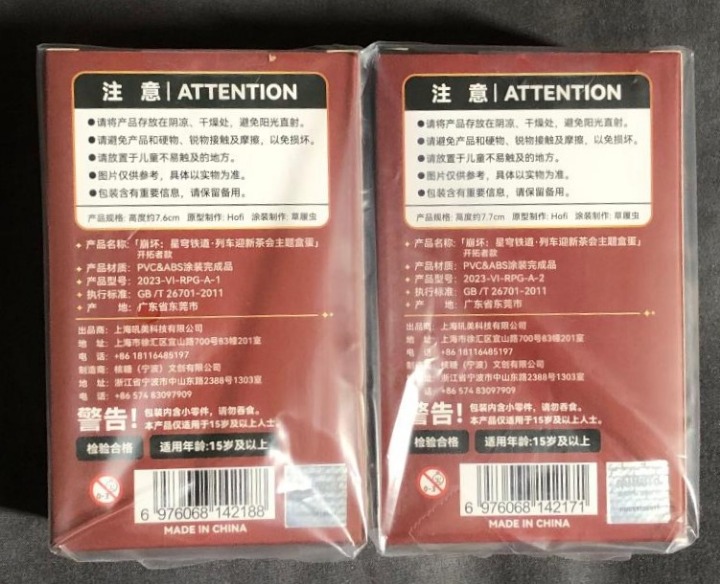 注 意 | ATTENTION
●请将产品存放在阴凉、干燥处，避免阳光直射。
●请避免产品和硬物、锐物接触及摩擦，以免损坏。
●请放置于儿童不易触及的地方。
●图片仅供参考，具体以实物为准。
●包装含有重要信息，请保留备用。
产品规格: 高度约7.6cm 原型制作: Hofi 涂装制作: 草履虫
产品名称:「崩坏：星穹铁道·列车迎新茶会主题盒蛋」
开拓者款
产品材质: PVC&ABS涂装完成品
产品型号: 2023-VI-RPG-A-1
执行标准: GB /T 26701-2011
产 地: 广东省东莞市
出品商: 上海吼美科技有限公司
地 址: 上海市徐汇区宜山路700号83幢201室
电 话: +86 18116485197
制造商: 核糖（宁波）文创有限公司
地 址: 浙江省宁波市中山东路2388号1303室
电 话: +86 574 83097909
警告! 包装内含小零件，请勿吞食。
本产品仅适用于15岁及以上人士。
检验合格 适用年龄:15岁及以上
0-3
6 976068 142188
MADE IN CHINA
注 意 | ATTENTION
●请将产品存放在阴凉、干燥处，避免阳光直射。
●请避免产品和硬物、锐物接触及摩擦，以免损坏。
●请放置于儿童不易触及的地方。
●图片仅供参考，具体以实物为准。
●包装含有重要信息，请保留备用。
产品规格: 高度约7.7cm 原型制作: Hofi 涂装制作: 草履虫
产品名称:「崩坏：星穹铁道·列车迎新茶会主题盒蛋」
开拓者款
产品材质: PVC&ABS涂装完成品
产品型号: 2023-VI-RPG-A-2
执行标准: GB /T 26701-2011
产 地: 广东省东莞市
出品商: 上海吼美科技有限公司
地 址: 上海市徐汇区宜山路700号83幢201室
电 话: +86 18116485197
制造商: 核糖（宁波）文创有限公司
地 址: 浙江省宁波市中山东路2388号1303室
电 话: +86 574 83097909
警告! 包装内含小零件，请勿吞食。
本产品仅适用于15岁及以上人士。
检验合格 适用年龄:15岁及以上
0-3
6 976068 142171
MADE IN CHINA